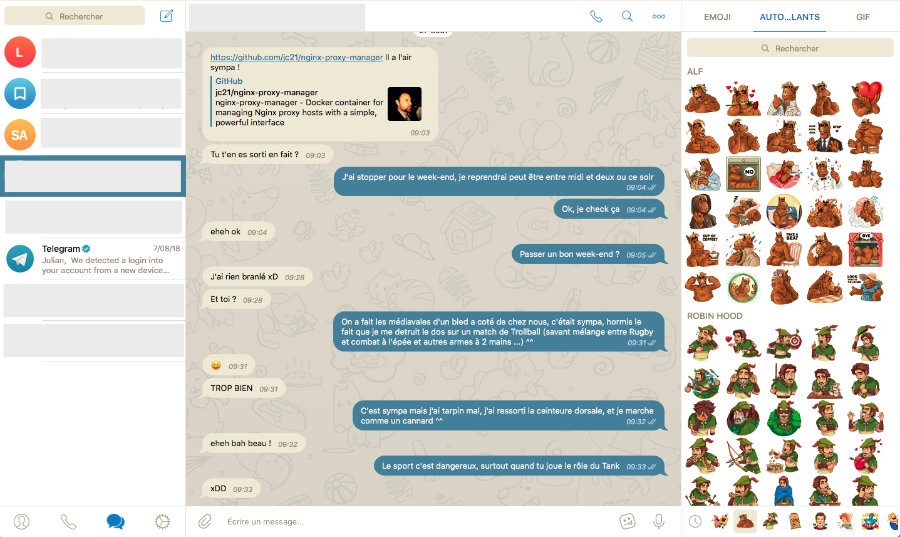 Rechercher
L
SA
Telegram
7/08/18
Julian, We detected a login into
your account from a new device...
https://github.com/jc21/nginx-proxy-manager Il a l'air
sympa !
GitHub
jc21/nginx-proxy-manager
nginx-proxy-manager - Docker container for
managing Nginx proxy hosts with a simple,
powerful interface
09:03
Tu t'en es sorti en fait ? 09:03
J'ai stopper pour le week-end, je reprendrai peut être entre midi et deux ou ce soir
09:04
Ok, je check ça 09:04
eheh ok 09:04
Passer un bon week-end ? 09:05
J'ai rien branlé xD 09:28
Et toi ? 09:28
On a fait les médiavales d'un bled a coté de chez nous, c'était sympa, hormis le
fait que je me detruit le dos sur un match de Trollball (savant mélange entre Rugby
et combat à l'épée et autres armes à 2 mains ...) ^^
09:31
😀 09:31
TROP BIEN 09:31
C'est sympa mais j'ai tarpin mal, j'ai ressorti la ceinture dorsale, et je marche
comme un cannard ^^
09:32
eheh bah beau ! 09:32
Le sport c'est dangereux, surtout quand tu joue le rôle du Tank 09:33
xDD 09:33
Écrire un message...
EMOJI
AUTO...LANTS
GIF
Rechercher
ALF
NO
ROBIN HOOD